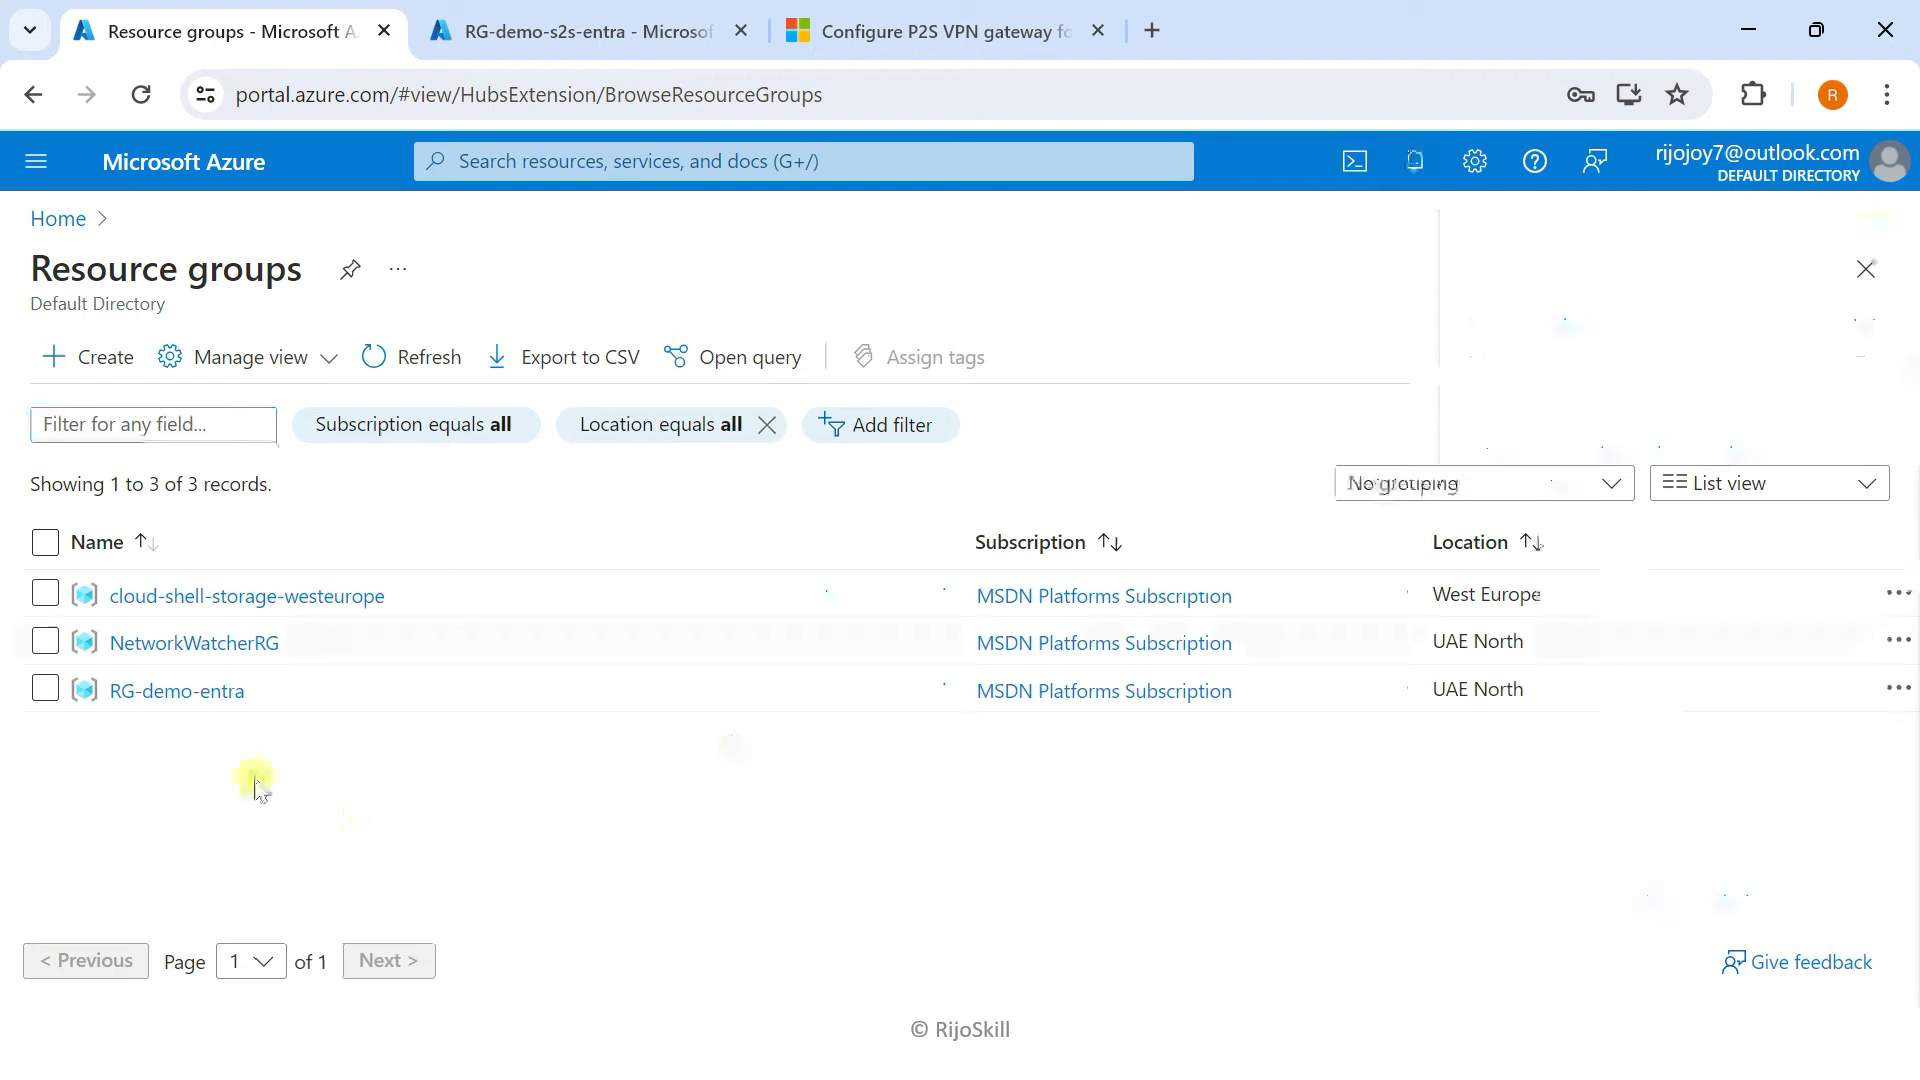 Resource groups - Microsoft A
RG-demo-s2s-entra - Microsof
Configure P2S VPN gateway fo
portal.azure.com/#view/HubsExtension/BrowseResourceGroups
R
Microsoft Azure
Search resources, services, and docs (G+/)
rijojoy7@outlook.com
DEFAULT DIRECTORY
Home
Resource groups
Default Directory
Create
Manage view
Refresh
Export to CSV
Open query
Assign tags
Filter for any field...
Subscription equals all
Location equals all
Add filter
Showing 1 to 3 of 3 records.
No grouping
List view
Name
Subscription
Location
cloud-shell-storage-westeurope
MSDN Platforms Subscription
West Europe
NetworkWatcherRG
MSDN Platforms Subscription
UAE North
RG-demo-entra
MSDN Platforms Subscription
UAE North
< Previous
Page
1
of 1
Next >
Give feedback
© RijoSkill